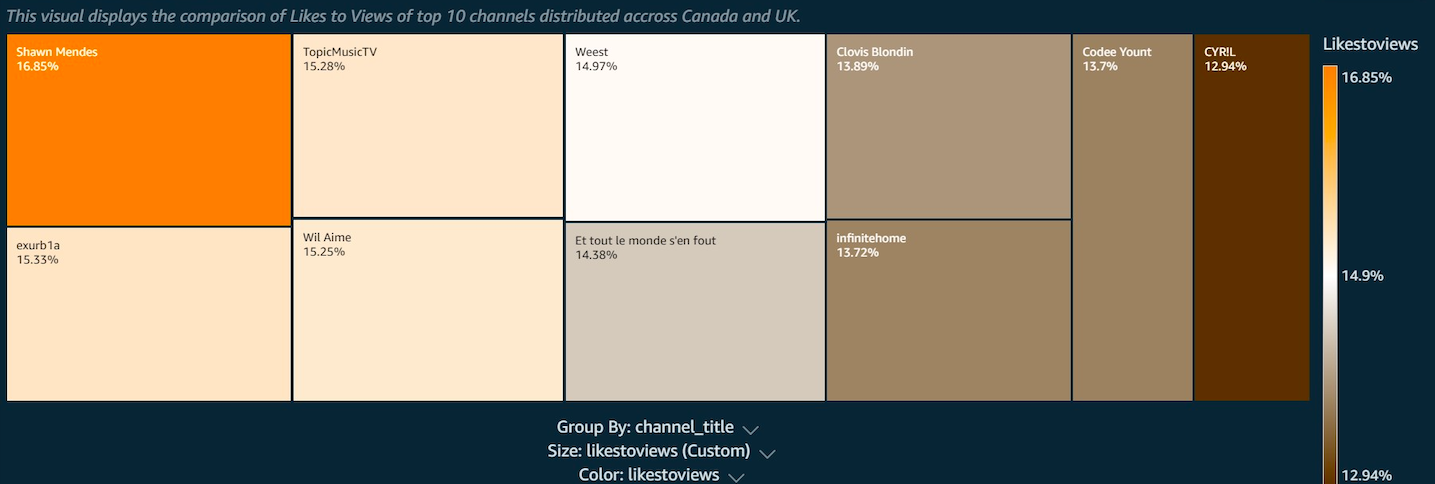 This visual displays the comparison of Likes to Views of top 10 channels distributed accross Canada and UK.
Shawn Mendes
16.85%
exurb1a
15.33%
TopicMusicTV
15.28%
Wil Aime
15.25%
Weest
14.97%
Et tout le monde s'en fout
14.38%
Clovis Blondin
13.89%
infinitehome
13.72%
Codee Yount
13.7%
CYR!L
12.94%
Likestoviews
16.85%
14.9%
12.94%
Group By: channel_title
Size: likestoviews (Custom)
Color: likestoviews